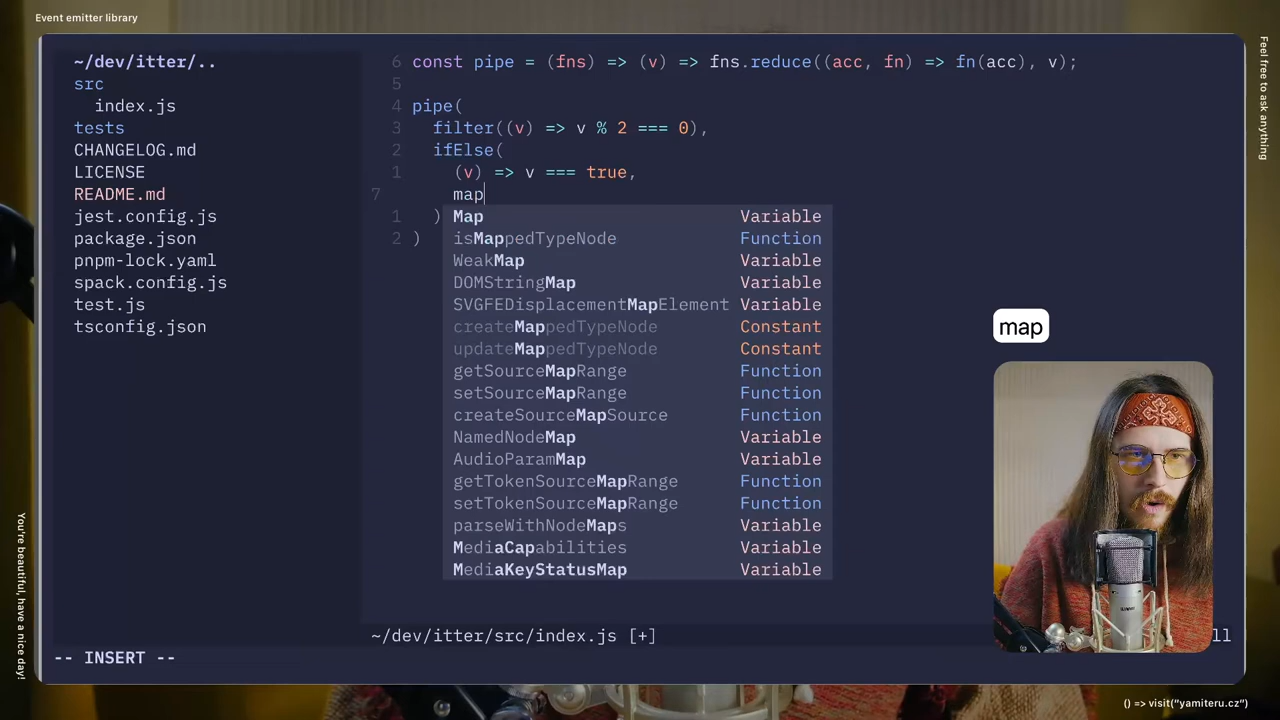 Event emitter library
Feel free to ask anything
~/dev/itter/..
src
index.js
tests
CHANGELOG.md
LICENSE
README.md
jest.config.js
package.json
pnpm-lock.yaml
spack.config.js
test.js
tsconfig.json
6 const pipe = (fns) => (v) => fns.reduce((acc, fn) => fn(acc), v);
5
4 pipe(
3 filter((v) => v % 2 === 0),
2 ifElse(
1 (v) => v === true,
7 map
1 )
2 )
Map Variable
isMappedTypeNode Function
WeakMap Variable
DOMStringMap Variable
SVGFEDisplacementMapElement Variable
createMappedTypeNode Constant
updateMappedTypeNode Constant
getSourceMapRange Function
setSourceMapRange Function
createSourceMapSource Function
NamedNodeMap Variable
AudioParamMap Variable
getTokenSourceMapRange Function
setTokenSourceMapRange Function
parseWithNodeMaps Variable
MediaCapabilities Variable
MediaKeyStatusMap Variable
map
~/dev/itter/src/index.js [+]
-- INSERT --
You're beautiful, have a nice day!
() => visit("yamiteru.cz")